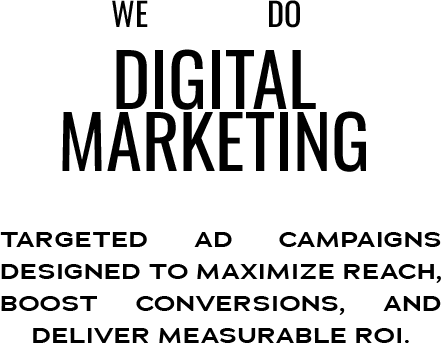 WE DO
DIGITAL
MARKETING
TARGETED AD CAMPAIGNS
DESIGNED TO MAXIMIZE REACH,
BOOST CONVERSIONS, AND
DELIVER MEASURABLE ROI.